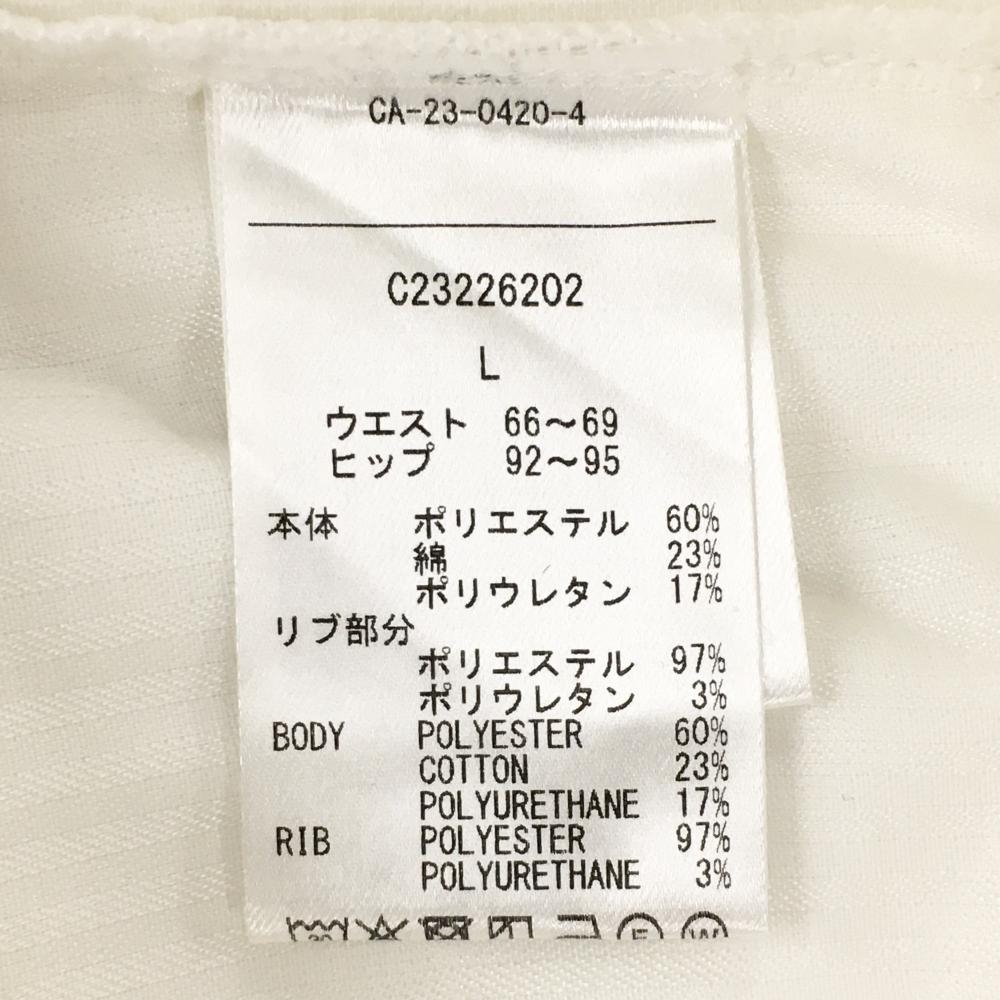 CA-23-0420-4
C23226202
L
ウエスト 66～69
ヒップ 92～95
本体 ポリエステル 60%
綿 23%
ポリウレタン 17%
リブ部分
ポリエステル 97%
ポリウレタン 3%
BODY POLYESTER 60%
COTTON 23%
POLYURETHANE 17%
RIB POLYESTER 97%
POLYURETHANE 3%